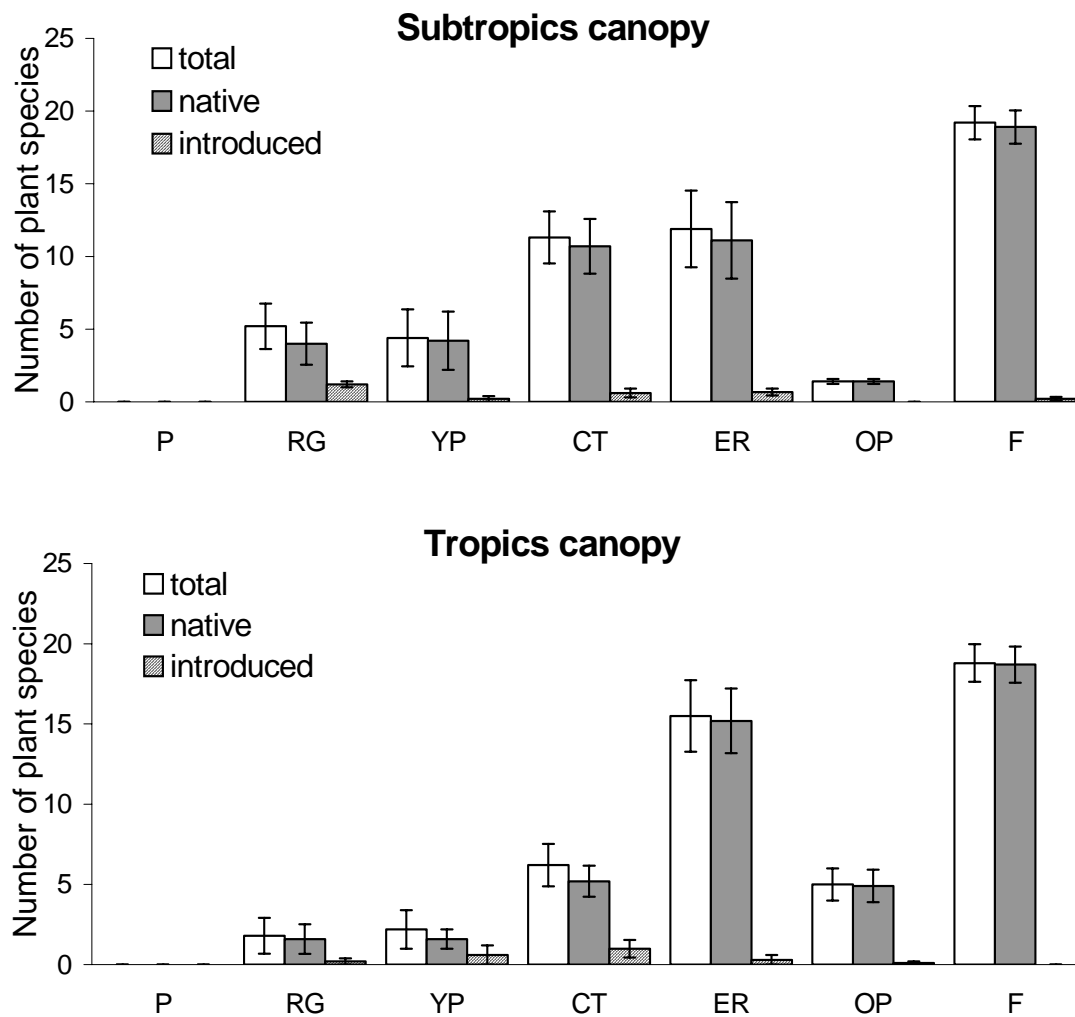 Subtropics canopy
Number of plant species
25
20
15
10
5
0
total
native
introduced
P RG YP CT ER OP F
Tropics canopy
Number of plant species
25
20
15
10
5
0
total
native
introduced
P RG YP CT ER OP F